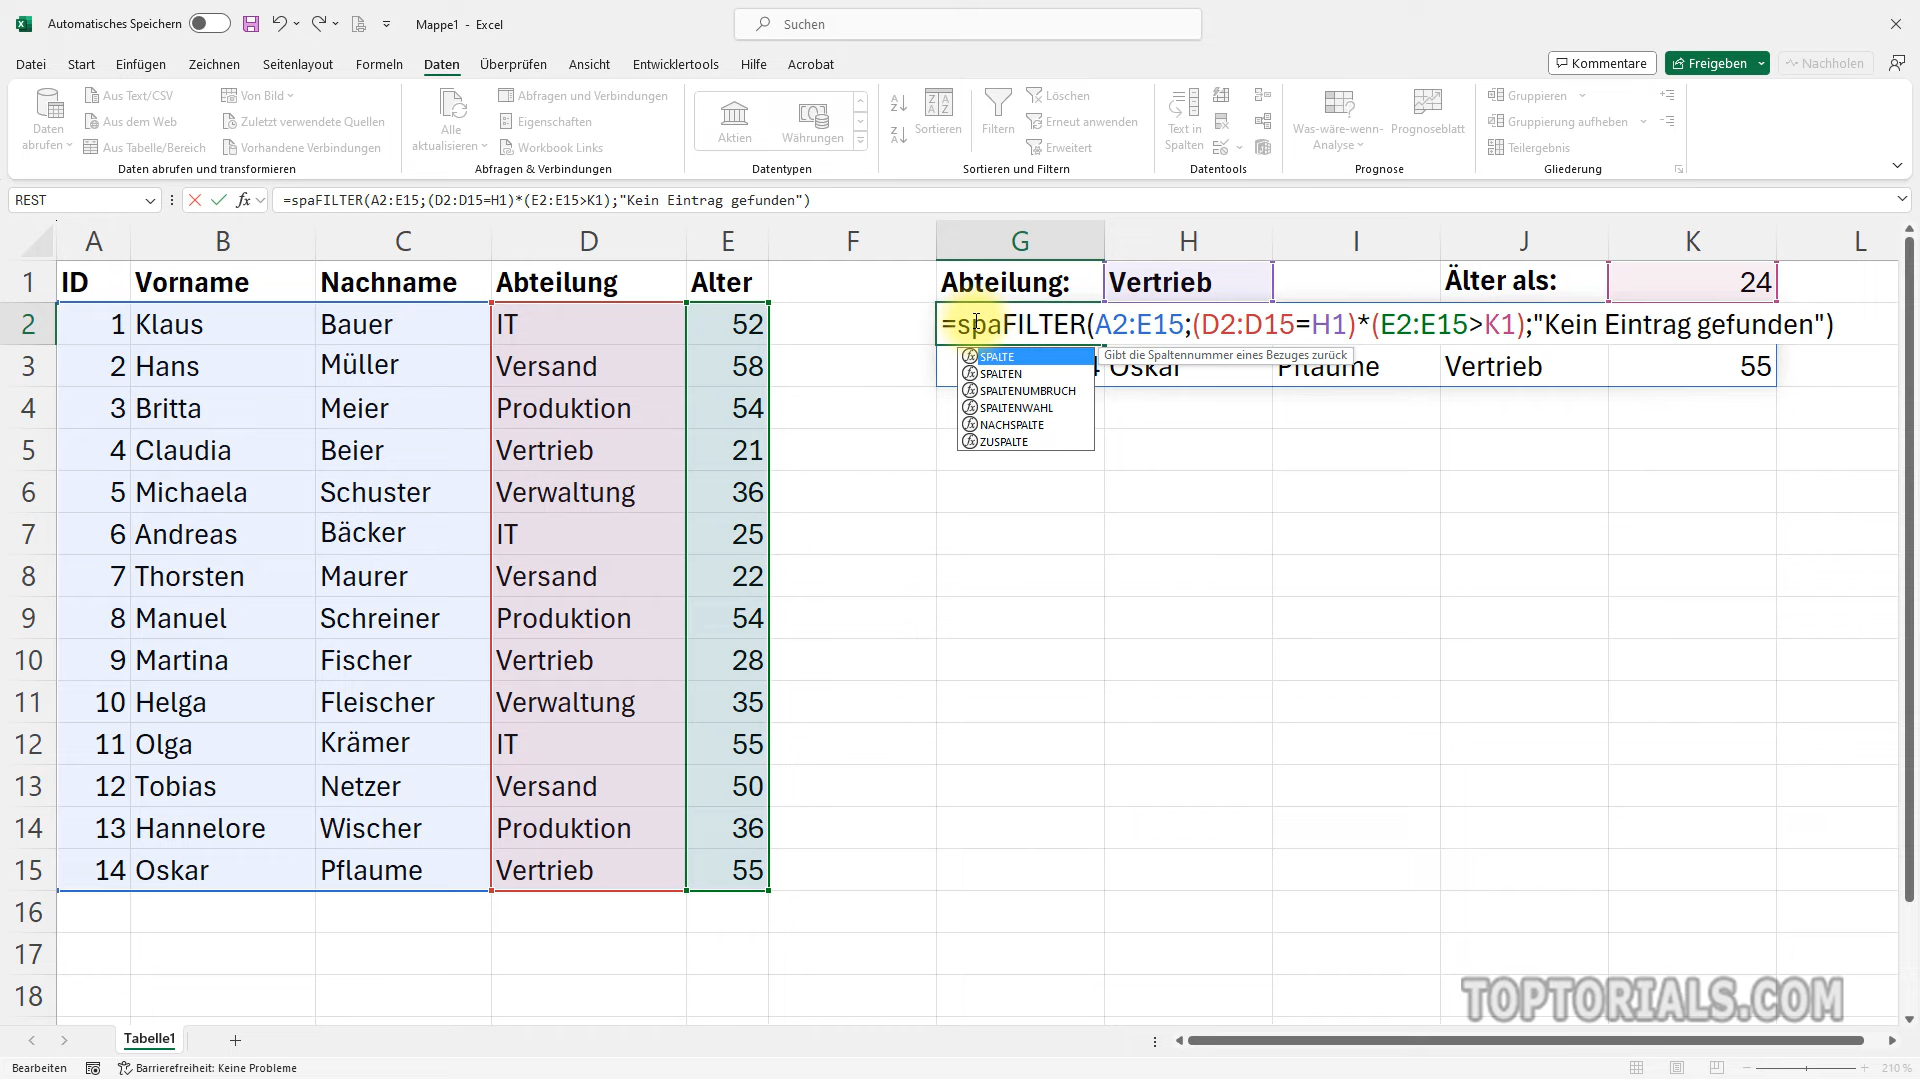 Automatisches Speichern
Mappe1 - Excel
Suchen
Datei Start Einfügen Zeichnen Seitenlayout Formeln Daten Überprüfen Ansicht Entwicklertools Hilfe Acrobat
Kommentare Freigeben Nachholen
Daten abrufen
Aus Text/CSV
Aus dem Web
Aus Tabelle/Bereich
Von Bild
Zuletzt verwendete Quellen
Vorhandene Verbindungen
Daten abrufen und transformieren
Alle aktualisieren
Abfragen und Verbindungen
Eigenschaften
Workbook Links
Abfragen & Verbindungen
Aktien Währungen
Datentypen
Sortieren
Filtern
Löschen
Erneut anwenden
Erweitert
Sortieren und Filtern
Text in Spalten
Datentools
Was-wäre-wenn-Analyse
Prognoseblatt
Prognose
Gruppieren
Gruppierung aufheben
Teilergebnis
Gliederung
REST
fx
=spaFILTER(A2:E15;(D2:D15=H1)*(E2:E15>K1);"Kein Eintrag gefunden")
A B C D E F G H I J K L
1 ID Vorname Nachname Abteilung Alter Abteilung: Vertrieb Älter als: 24
2 1 Klaus Bauer IT 52 =spaFILTER(A2:E15;(D2:D15=H1)*(E2:E15>K1);"Kein Eintrag gefunden")
3 2 Hans Müller Versand 58 Oskar Pflaume Vertrieb 55
SPALTE
Gibt die Spaltennummer eines Bezuges zurück
SPALTEN
SPALTENUMBRUCH
SPALTENWAHL
NACHSPALTE
ZUSPALTE
4 3 Britta Meier Produktion 54
5 4 Claudia Beier Vertrieb 21
6 5 Michaela Schuster Verwaltung 36
7 6 Andreas Bäcker IT 25
8 7 Thorsten Maurer Versand 22
9 8 Manuel Schreiner Produktion 54
10 9 Martina Fischer Vertrieb 28
11 10 Helga Fleischer Verwaltung 35
12 11 Olga Krämer IT 55
13 12 Tobias Netzer Versand 50
14 13 Hannelore Wischer Produktion 36
15 14 Oskar Pflaume Vertrieb 55
16
17
18
TOPTORIALS.COM
Tabelle1
Bearbeiten
Barrierefreiheit: Keine Probleme
210 %